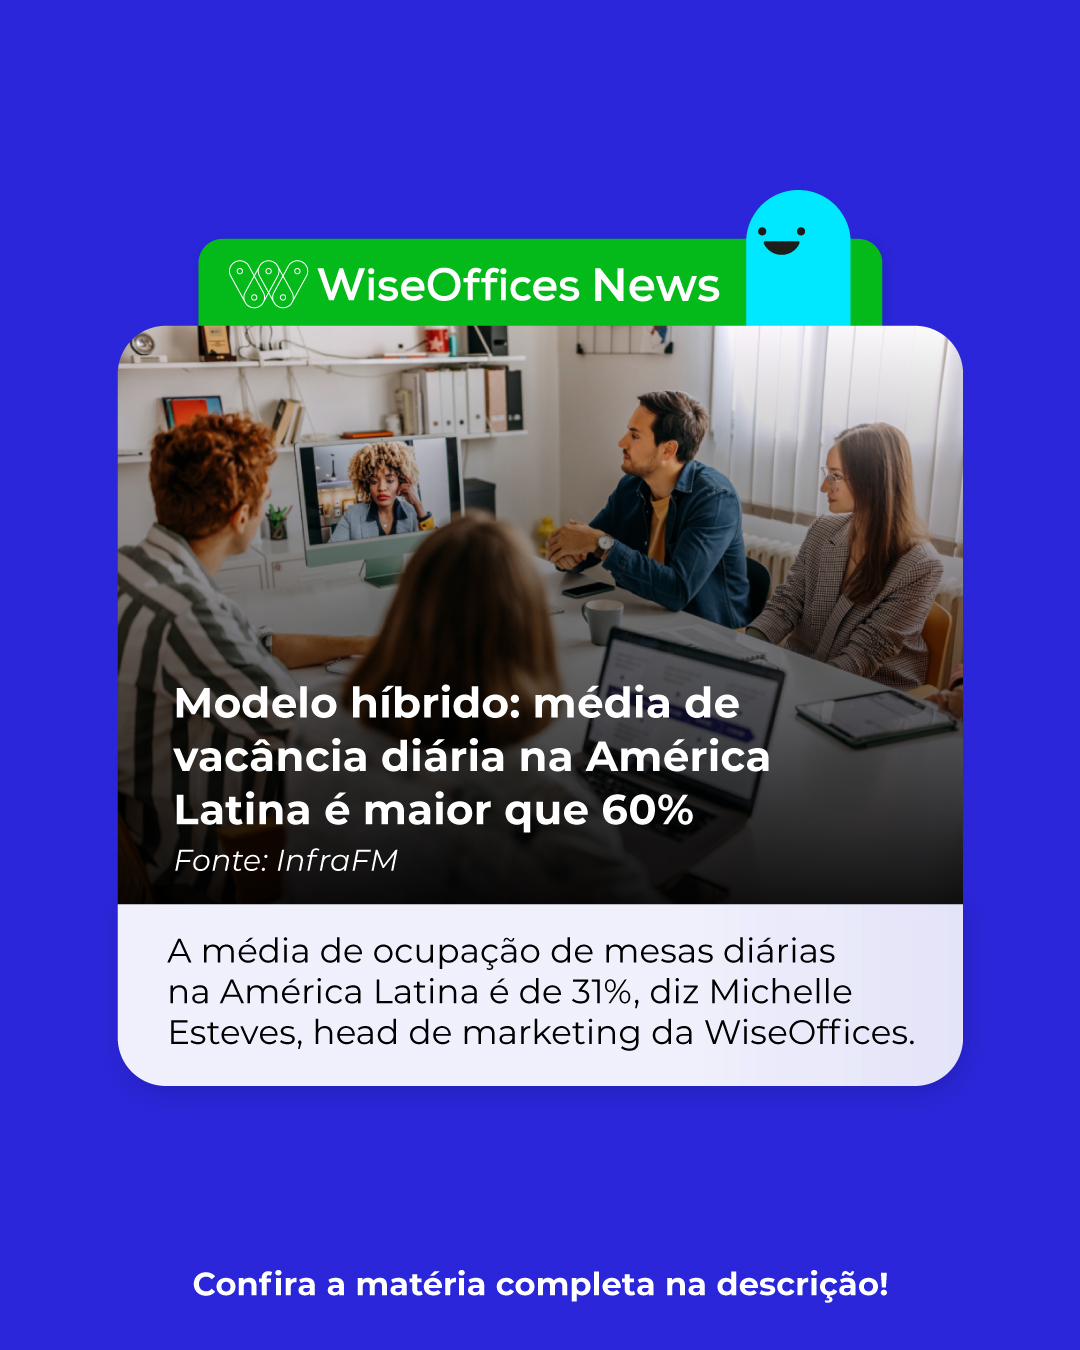 WiseOffices News
Modelo híbrido: média de
vacância diária na América
Latina é maior que 60%
Fonte: InfraFM
A média de ocupação de mesas diárias
na América Latina é de 31%, diz Michelle
Esteves, head de marketing da WiseOffices.
Confira a matéria completa na descrição!